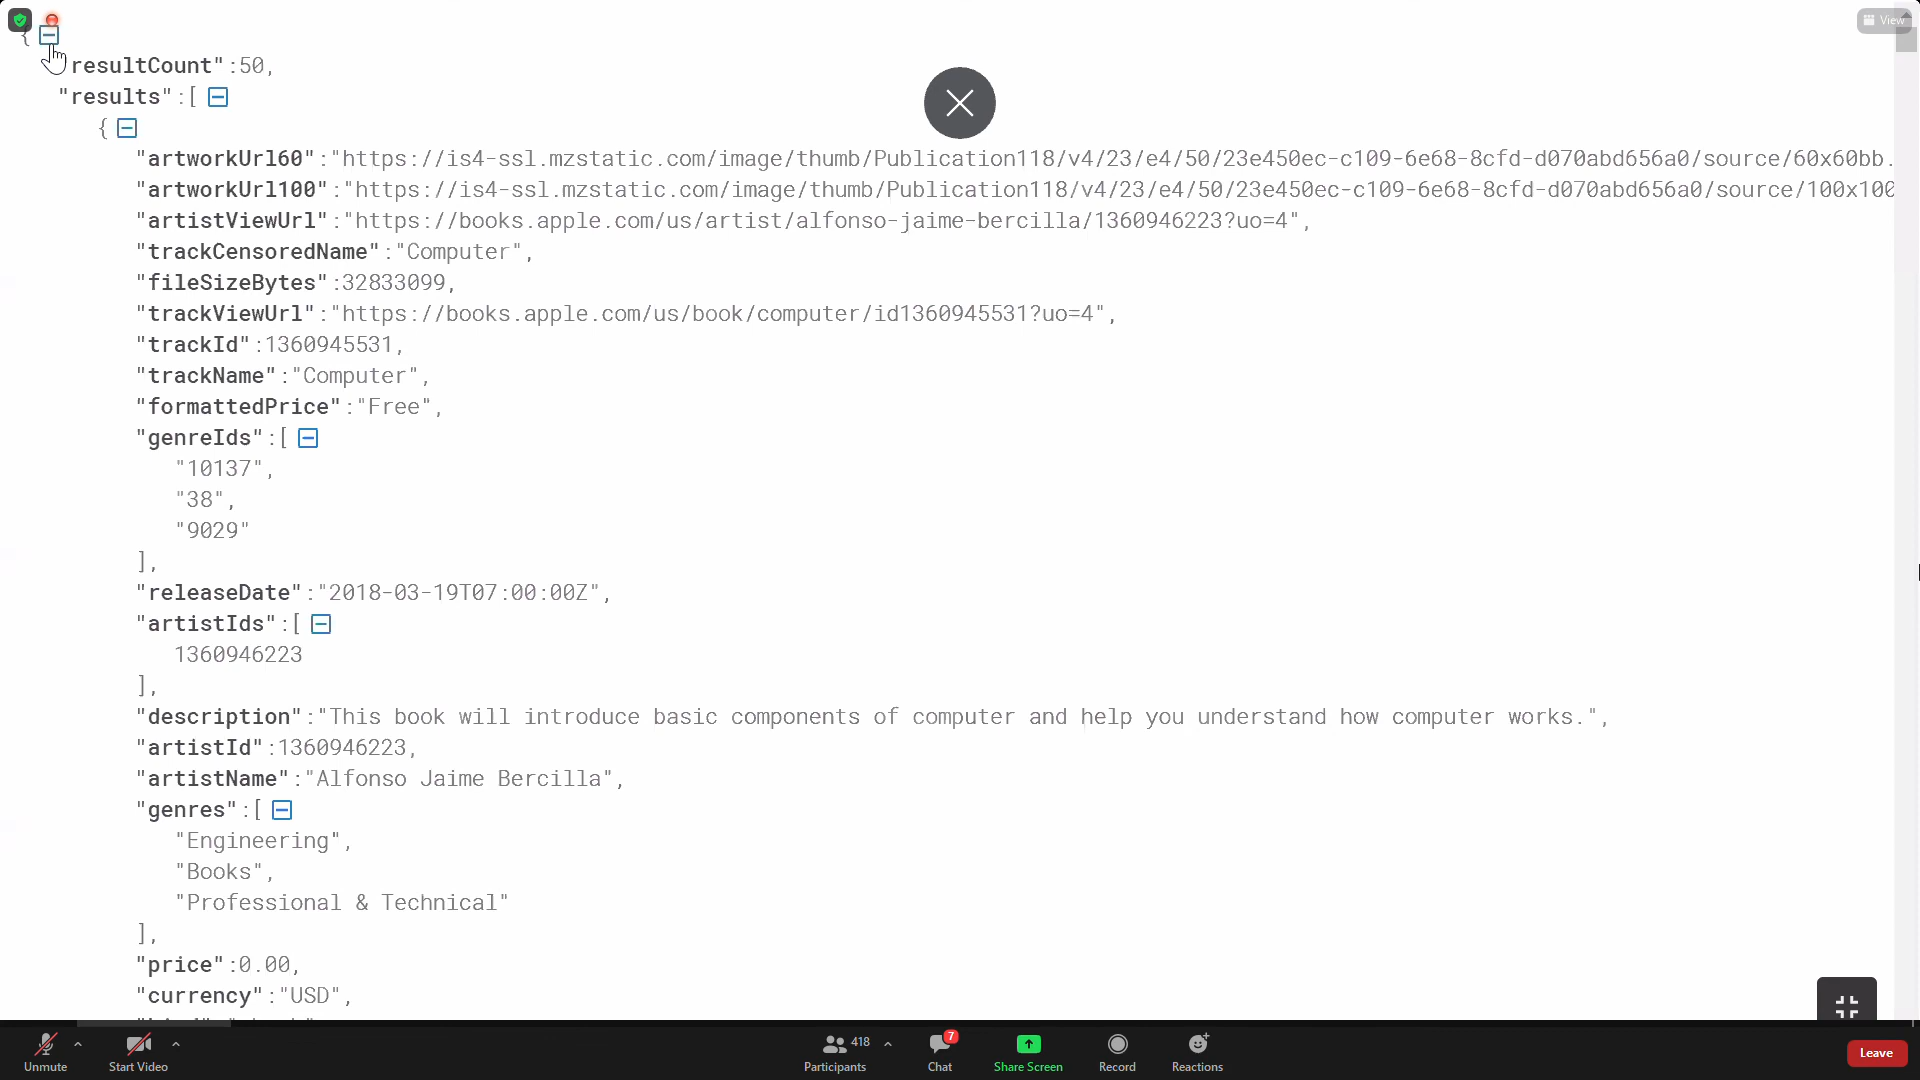 View
{
resultCount":50,
"results":[
{
"artworkUrl60":"https://is4-ssl.mzstatic.com/image/thumb/Publication118/v4/23/e4/50/23e450ec-c109-6e68-8cfd-d070abd656a0/source/60x60bb.
"artworkUrl100":"https://is4-ssl.mzstatic.com/image/thumb/Publication118/v4/23/e4/50/23e450ec-c109-6e68-8cfd-d070abd656a0/source/100x100
"artistViewUrl":"https://books.apple.com/us/artist/alfonso-jaime-bercilla/1360946223?uo=4",
"trackCensoredName":"Computer",
"fileSizeBytes":32833099,
"trackViewUrl":"https://books.apple.com/us/book/computer/id1360945531?uo=4",
"trackId":1360945531,
"trackName":"Computer",
"formattedPrice":"Free",
"genreIds":[
"10137",
"38",
"9029"
],
"releaseDate":"2018-03-19T07:00:00Z",
"artistIds":[
1360946223
],
"description":"This book will introduce basic components of computer and help you understand how computer works.",
"artistId":1360946223,
"artistName":"Alfonso Jaime Bercilla",
"genres":[
"Engineering",
"Books",
"Professional & Technical"
],
"price":0.00,
"currency":"USD",
Unmute
Start Video
418
Participants
7
Chat
Share Screen
Record
Reactions
Leave